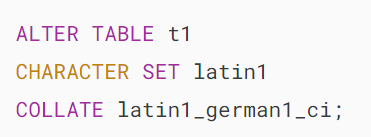 ALTER TABLE t1
CHARACTER SET latin1
COLLATE latin1_german1_ci;